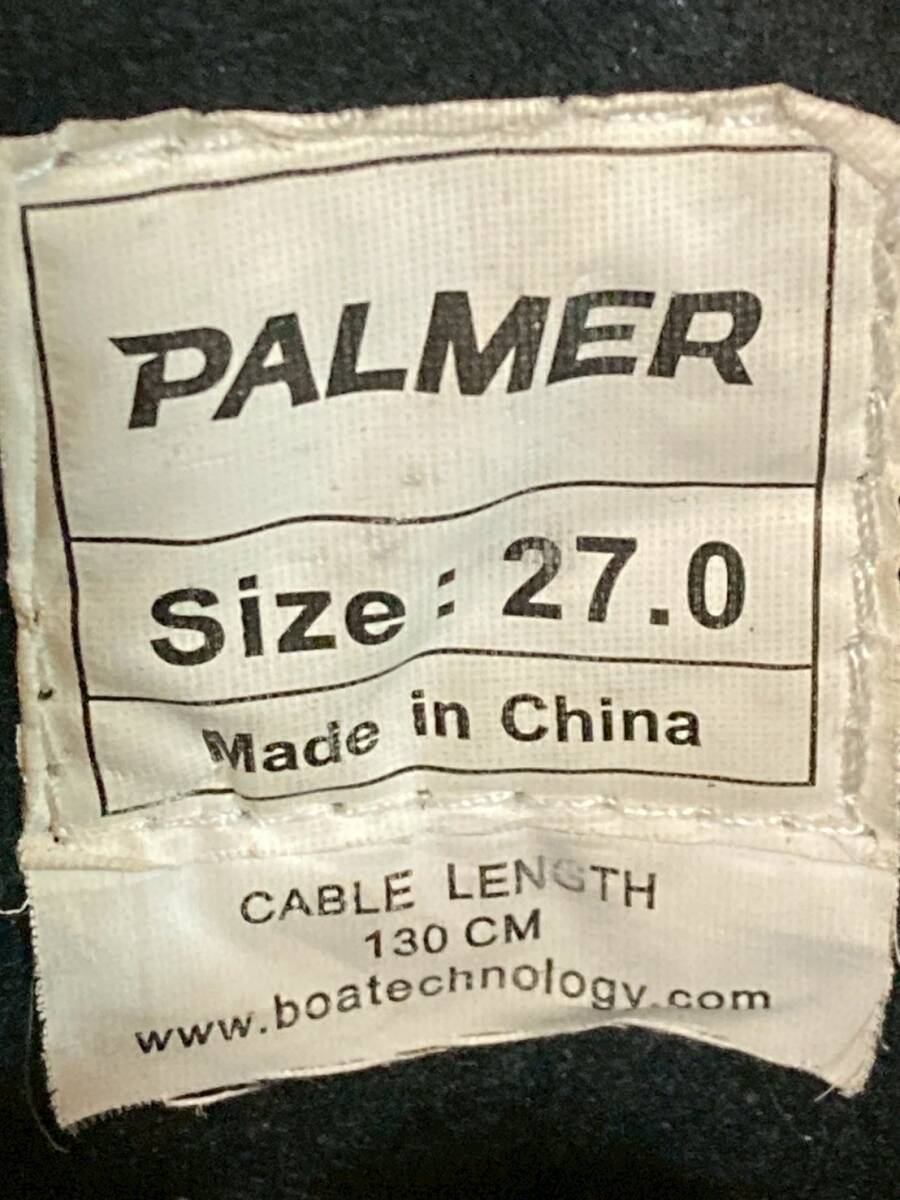 PALMER
Size: 27.0
Made in China
CABLE LENGTH
130 CM
www.boatechnology.com